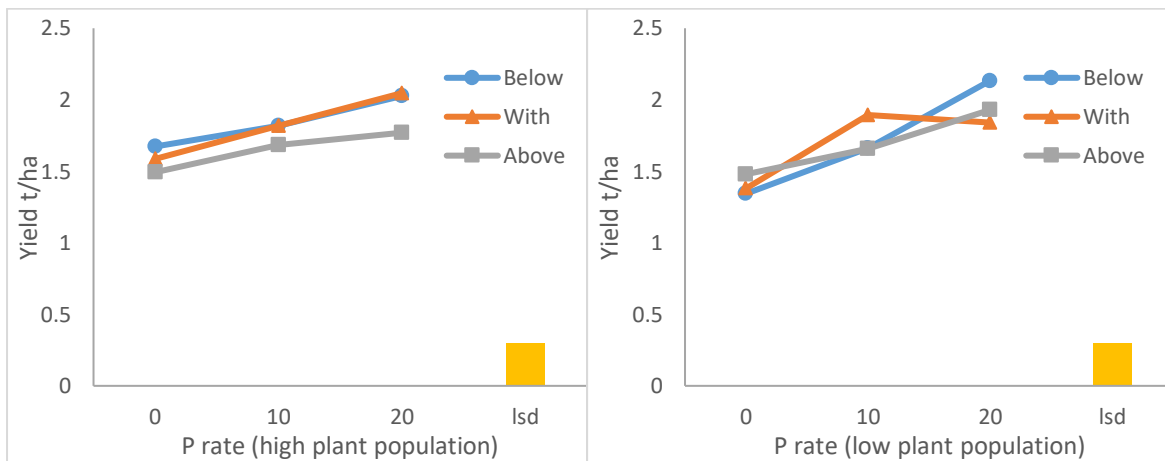 2.5
2
1.5
1
0.5
0
Yield t/ha
Below
With
Above
0 10 20 lsd
P rate (high plant population)
2.5
2
1.5
1
0.5
0
Yield t/ha
Below
With
Above
0 10 20 lsd
P rate (low plant population)